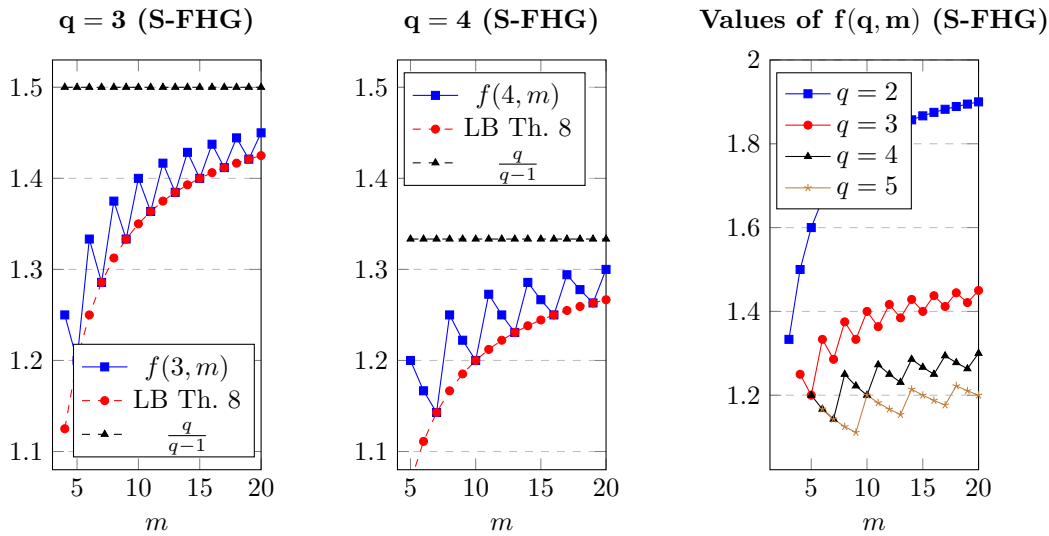 q = 3 (S-FHG)
1.5
1.4
1.3
1.2
1.1
f(3, m)
LB Th. 8
q/(q−1)
5 10 15 20
m
q = 4 (S-FHG)
f(4, m)
LB Th. 8
q/(q−1)
1.5
1.4
1.3
1.2
1.1
5 10 15 20
m
Values of f(q, m) (S-FHG)
2
1.8
1.6
1.4
1.2
q = 2
q = 3
q = 4
q = 5
5 10 15 20
m